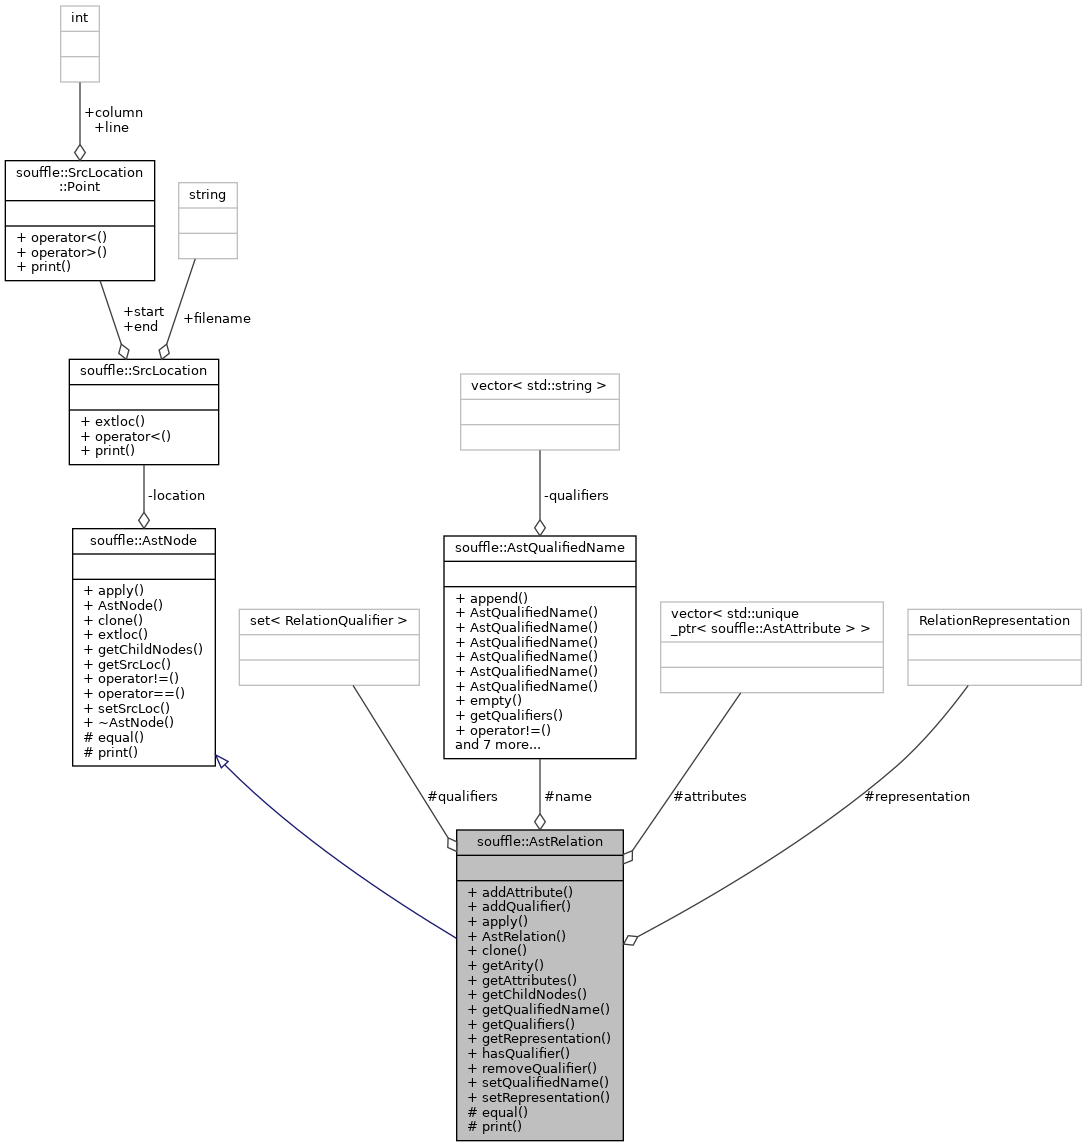 int
+column
+line
souffle::SrcLocation
::Point
+ operator<()
+ operator>()
+ print()
string
+start
+end
+filename
souffle::SrcLocation
+ extloc()
+ operator<()
+ print()
-location
souffle::AstNode
+ apply()
+ AstNode()
+ clone()
+ extloc()
+ getChildNodes()
+ getSrcLoc()
+ operator!=()
+ operator==()
+ setSrcLoc()
+ ~AstNode()
# equal()
# print()
set< RelationQualifier >
#qualifiers
vector< std::string >
-qualifiers
souffle::AstQualifiedName
+ append()
+ AstQualifiedName()
+ AstQualifiedName()
+ AstQualifiedName()
+ AstQualifiedName()
+ AstQualifiedName()
+ AstQualifiedName()
+ empty()
+ getQualifiers()
+ operator!=()
and 7 more...
#name
vector< std::unique
_ptr< souffle::AstAttribute > >
#attributes
RelationRepresentation
#representation
souffle::AstRelation
+ addAttribute()
+ addQualifier()
+ apply()
+ AstRelation()
+ clone()
+ getArity()
+ getAttributes()
+ getChildNodes()
+ getQualifiedName()
+ getQualifiers()
+ getRepresentation()
+ hasQualifier()
+ removeQualifier()
+ setQualifiedName()
+ setRepresentation()
# equal()
# print()